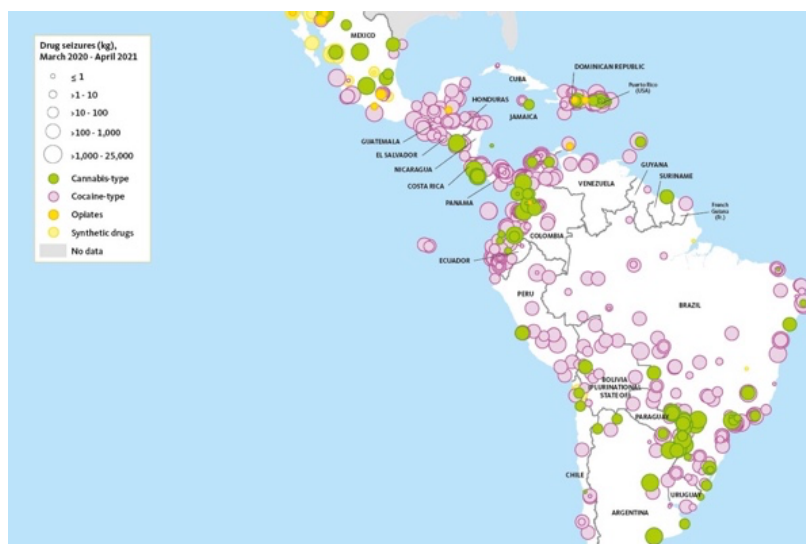 Drug seizures (kg),
March 2020 - April 2021
≤ 1
>1 - 10
>10 - 100
>100 - 1,000
>1,000 - 25,000
Cannabis-type
Cocaine-type
Opiates
Synthetic drugs
No data
MEXICO
CUBA
DOMINICAN REPUBLIC
Puerto Rico
(USA)
JAMAICA
HONDURAS
GUATEMALA
EL SALVADOR
NICARAGUA
COSTA RICA
PANAMA
VENEZUELA
GUYANA
SURINAME
French
Guiana
(Fr.)
COLOMBIA
ECUADOR
PERU
BRAZIL
BOLIVIA
(PLURINATIONAL
STATE OF)
PARAGUAY
CHILE
URUGUAY
ARGENTINA